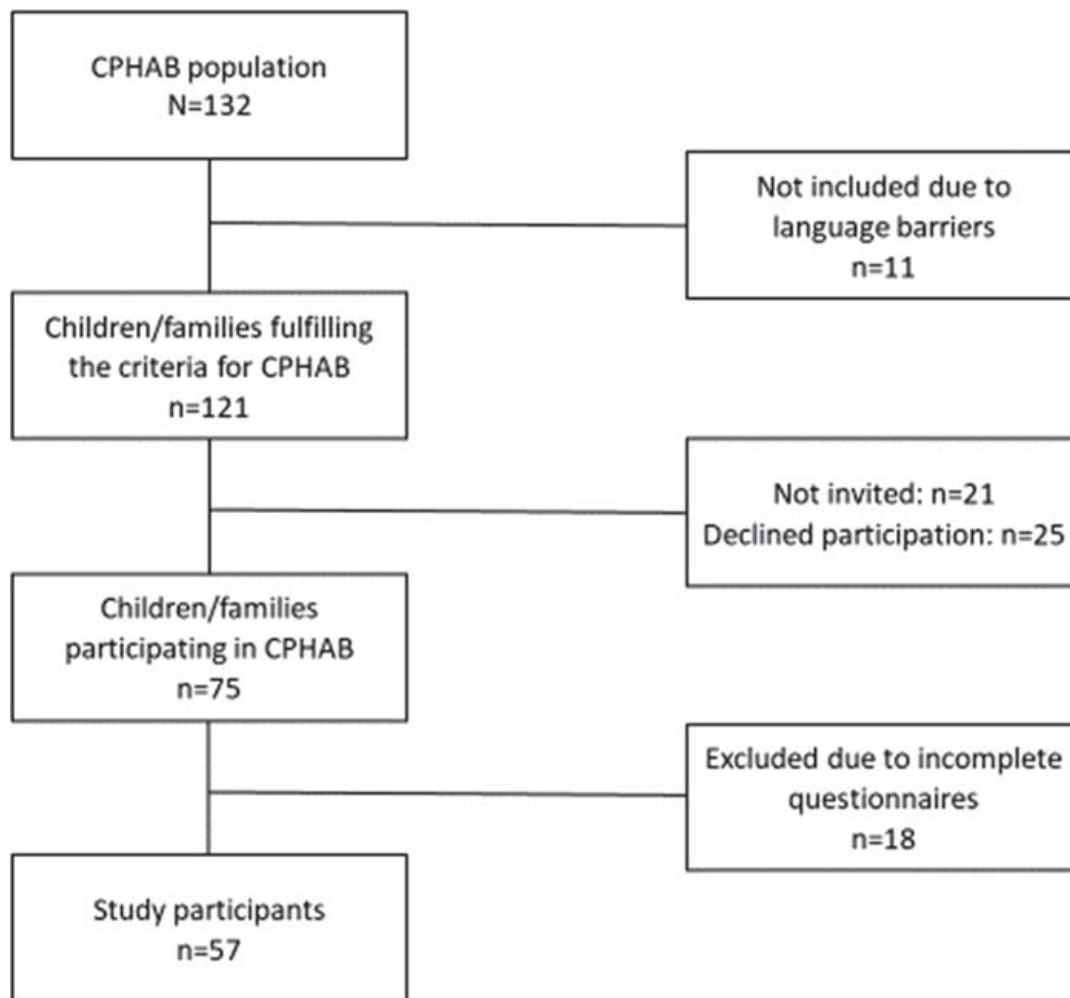 CPHAB population
N=132
Not included due to
language barriers
n=11
Children/families fulfilling
the criteria for CPHAB
n=121
Not invited: n=21
Declined participation: n=25
Children/families
participating in CPHAB
n=75
Excluded due to incomplete
questionnaires
n=18
Study participants
n=57